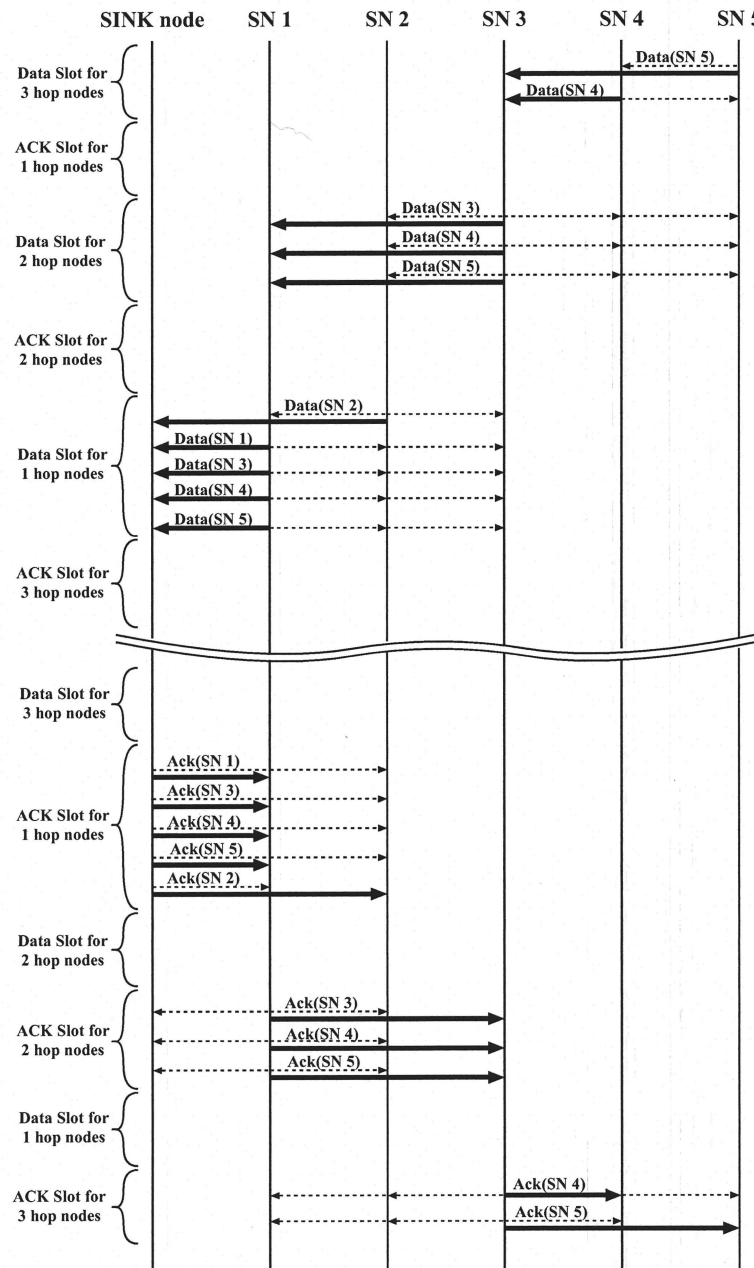 SINK node SN 1 SN 2 SN 3 SN 4 SN 5
Data(SN 5)
Data Slot for
3 hop nodes
Data(SN 4)
ACK Slot for
1 hop nodes
Data(SN 3)
Data Slot for
2 hop nodes
Data(SN 4)
Data(SN 5)
ACK Slot for
2 hop nodes
Data(SN 2)
Data(SN 1)
Data Slot for
1 hop nodes
Data(SN 3)
Data(SN 4)
Data(SN 5)
ACK Slot for
3 hop nodes
Data Slot for
3 hop nodes
Ack(SN 1)
Ack(SN 3)
ACK Slot for
1 hop nodes
Ack(SN 4)
Ack(SN 5)
Ack(SN 2)
Data Slot for
2 hop nodes
Ack(SN 3)
ACK Slot for
2 hop nodes
Ack(SN 4)
Ack(SN 5)
Data Slot for
1 hop nodes
Ack(SN 4)
ACK Slot for
3 hop nodes
Ack(SN 5)